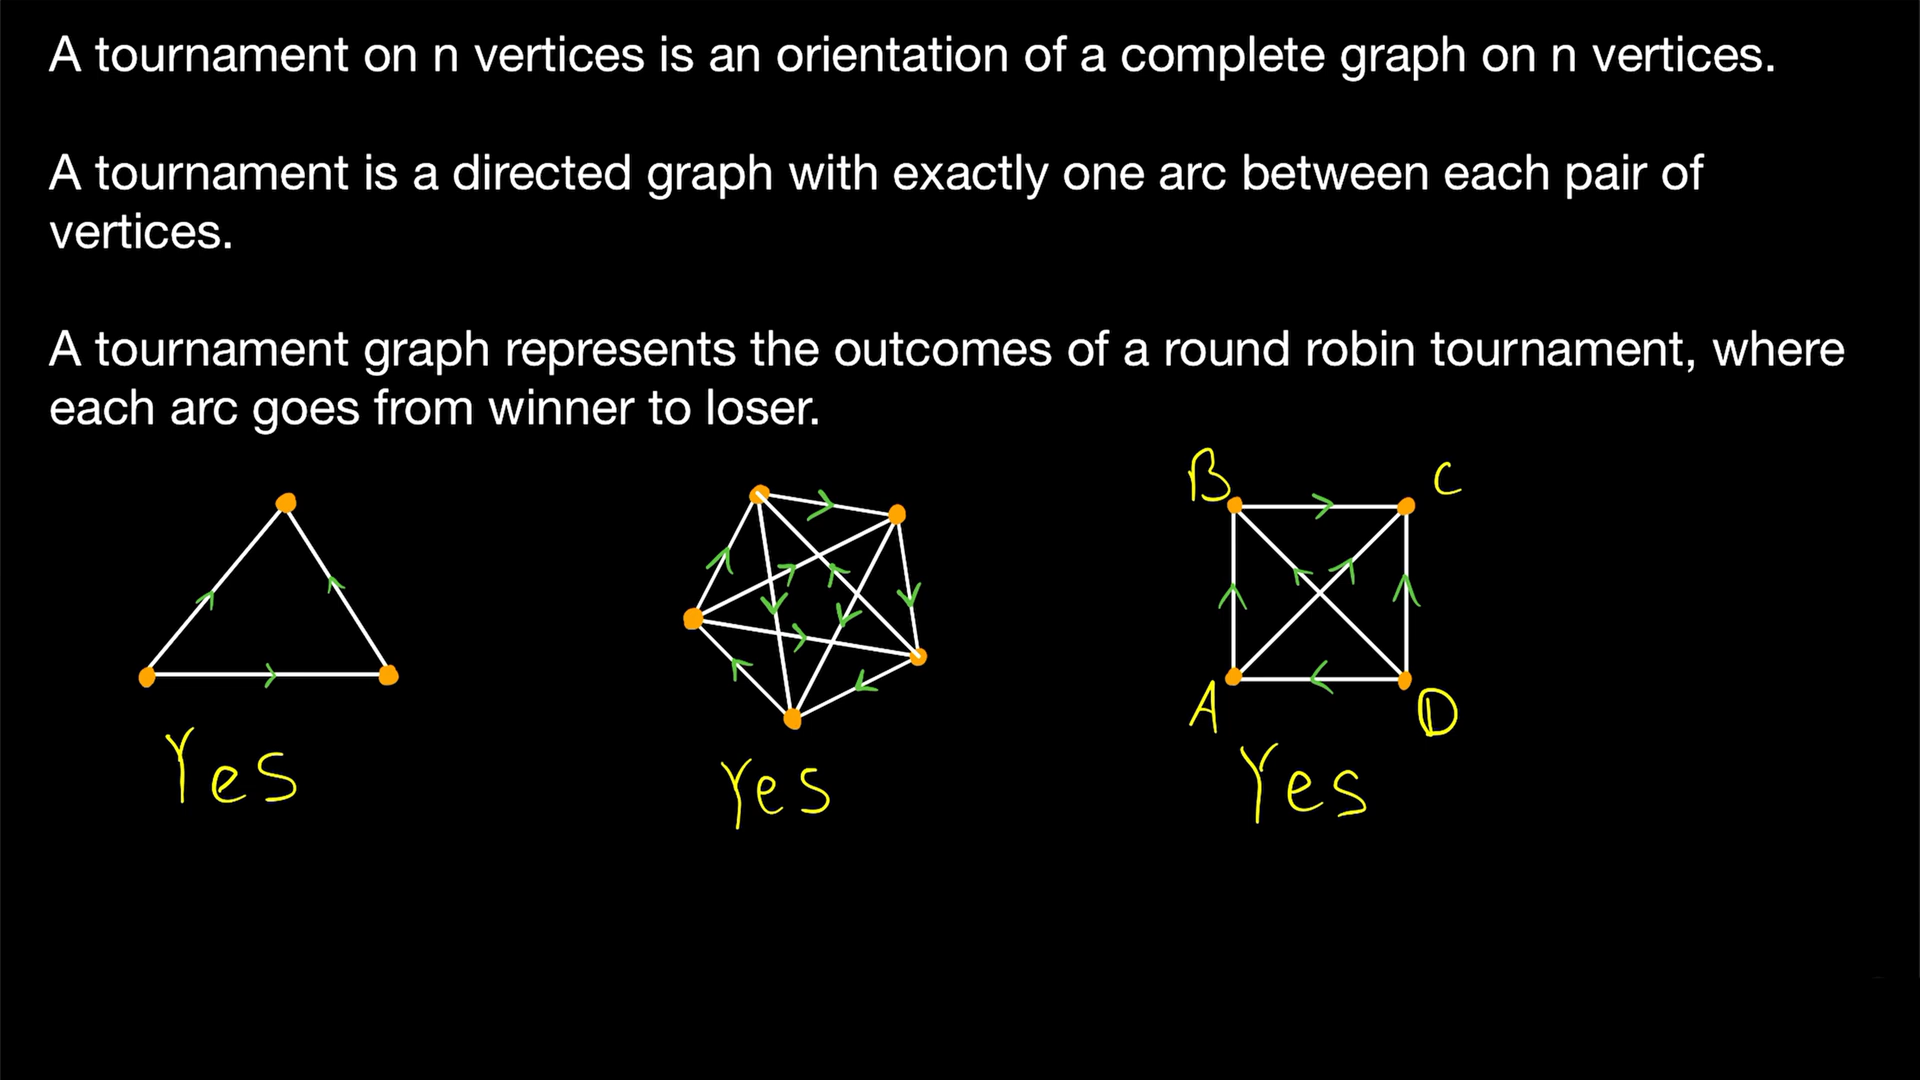 A tournament on n vertices is an orientation of a complete graph on n vertices.
A tournament is a directed graph with exactly one arc between each pair of
vertices.
A tournament graph represents the outcomes of a round robin tournament, where
each arc goes from winner to loser.
B C
A D
Yes Yes Yes